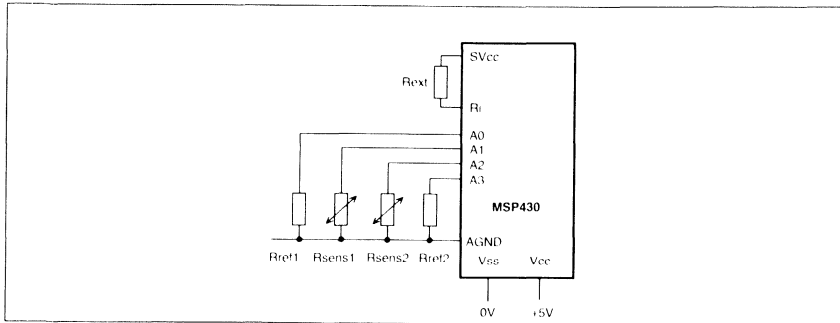 SVcc
Rext
Ri
A0
A1
A2
A3
MSP430
AGND
Rref1 Rsens1 Rsens2 Rref2
Vss Vcc
0V +5V